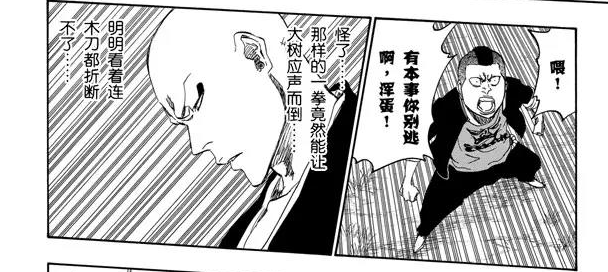 喂！
有本事你别逃
啊，浑蛋！
怪了……
那样的一拳竟然能让
大树应声而倒……
明明看着连
木刀都折断
不了……